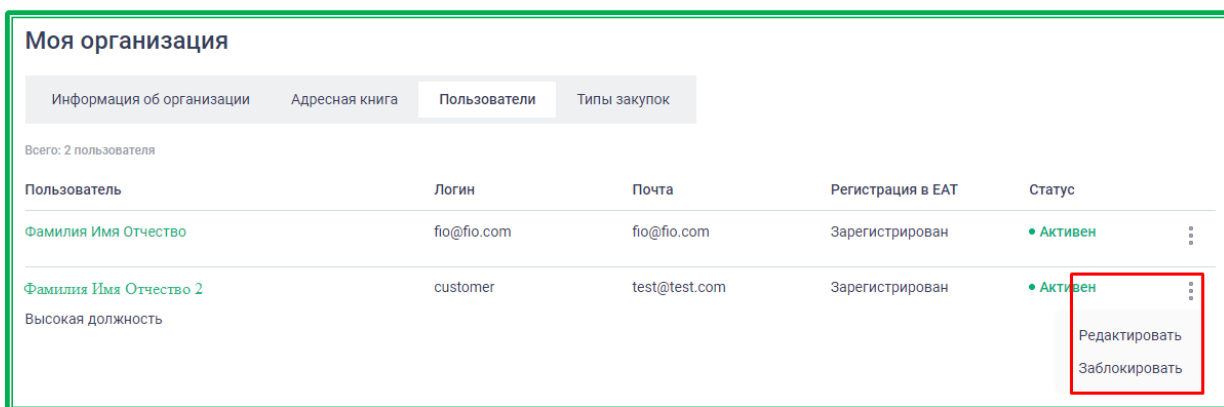 Моя организация
Информация об организации Адресная книга Пользователи Типы закупок
Всего: 2 пользователя
Пользователь Логин Почта Регистрация в ЕАТ Статус
Фамилия Имя Отчество fio@fio.com fio@fio.com Зарегистрирован Активен
Фамилия Имя Отчество 2 customer test@test.com Зарегистрирован Активен
Высокая должность
Редактировать
Заблокировать